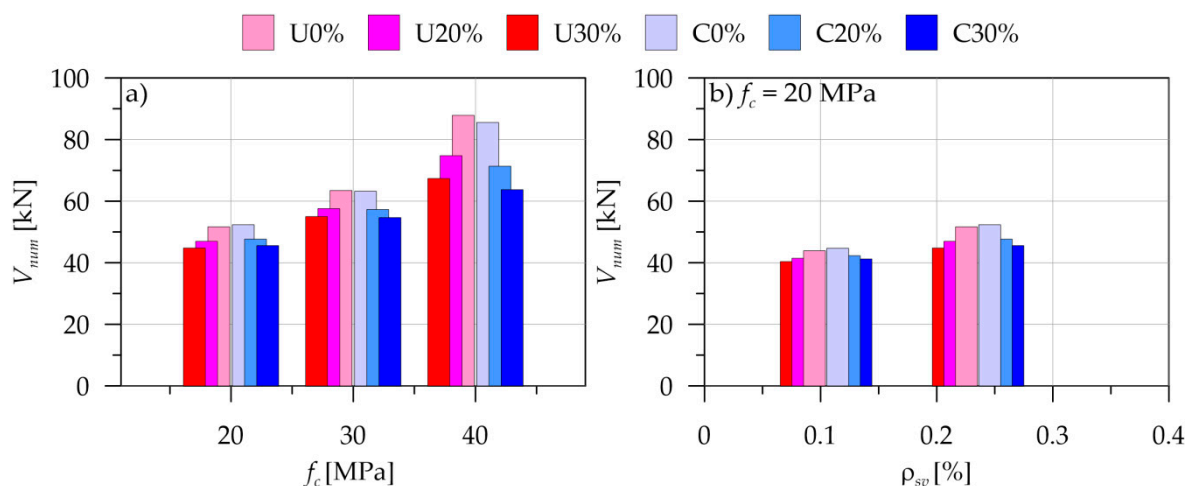 U0% U20% U30% C0% C20% C30%
a)
100
80
60
40
20
0
V_num [kN]
20 30 40
f_c [MPa]
b) f_c = 20 MPa
100
80
60
40
20
0
V_num [kN]
0 0.1 0.2 0.3 0.4
ρ_sv [%]